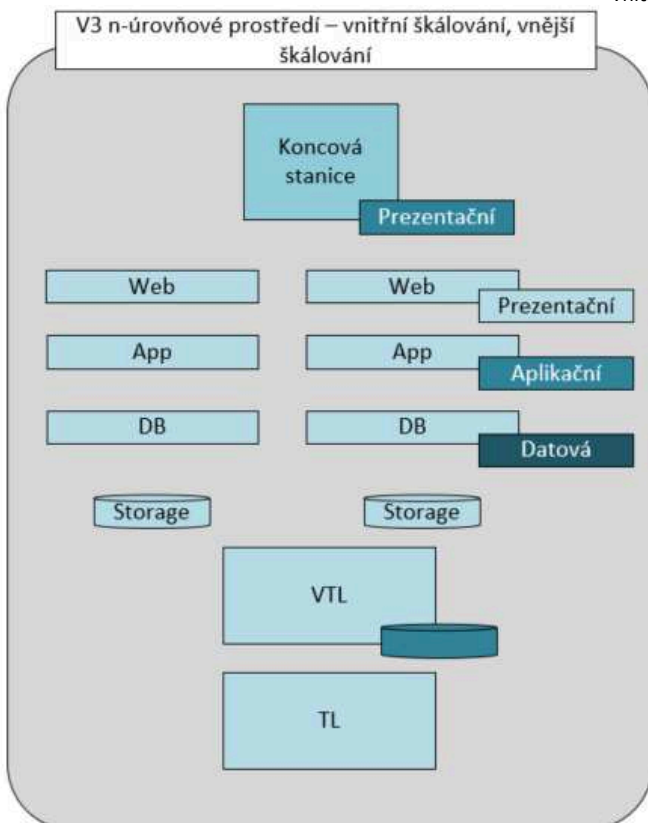 V3 n-úrovňové prostředí – vnitřní škálování, vnější
škálování
Koncová
stanice
Prezentační
Web
Web
Prezentační
App
App
Aplikační
DB
DB
Datová
Storage
Storage
VTL
TL